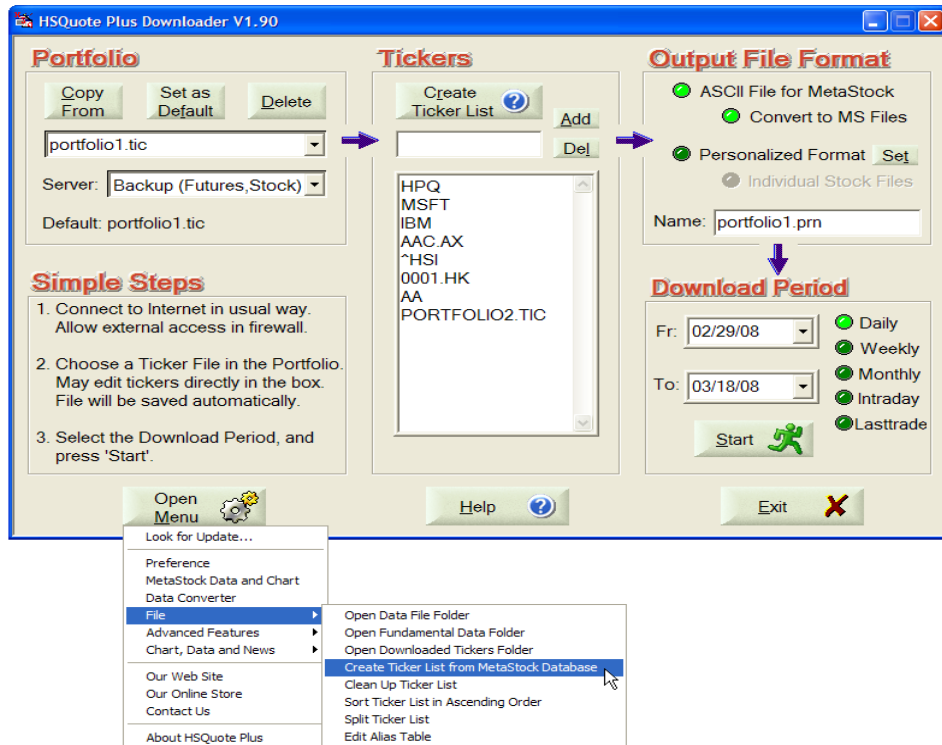 HSQuote Plus Downloader V1.90
Portfolio
Copy From
Set as Default
Delete
portfolio1.tic
Server: Backup (Futures,Stock)
Default: portfolio1.tic
Simple Steps
1. Connect to Internet in usual way.
Allow external access in firewall.
2. Choose a Ticker File in the Portfolio.
May edit tickers directly in the box.
File will be saved automatically.
3. Select the Download Period, and
press 'Start'.
Tickers
Create
Ticker List
Add
Del
HPQ
MSFT
IBM
AAC.AX
^HSI
0001.HK
AA
PORTFOLIO2.TIC
Output File Format
ASCII File for MetaStock
Convert to MS Files
Personalized Format Set
Individual Stock Files
Name: portfolio1.prn
Download Period
Fr: 02/29/08
To: 03/18/08
Daily
Weekly
Monthly
Intraday
Lasttrade
Start
Open
Menu
Help
Exit
Look for Update...
Preference
MetaStock Data and Chart
Data Converter
File
Advanced Features
Chart, Data and News
Our Web Site
Our Online Store
Contact Us
About HSQuote Plus
Open Data File Folder
Open Fundamental Data Folder
Open Downloaded Tickers Folder
Create Ticker List from MetaStock Database
Clean Up Ticker List
Sort Ticker List in Ascending Order
Split Ticker List
Edit Alias Table